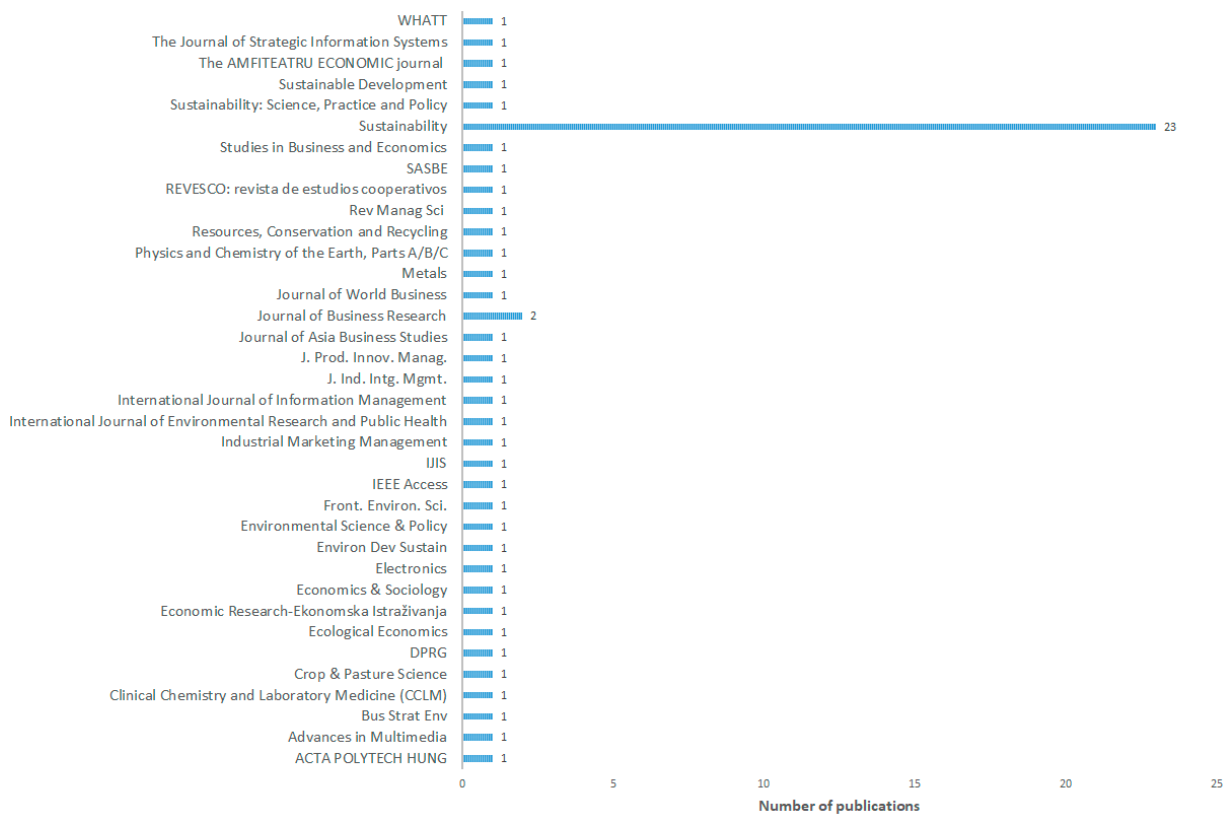 WHATT 1
The Journal of Strategic Information Systems 1
The AMFITEATRU ECONOMIC journal 1
Sustainable Development 1
Sustainability: Science, Practice and Policy 1
Sustainability 23
Studies in Business and Economics 1
SASBE 1
REVESCO: revista de estudios cooperativos 1
Rev Manag Sci 1
Resources, Conservation and Recycling 1
Physics and Chemistry of the Earth, Parts A/B/C 1
Metals 1
Journal of World Business 1
Journal of Business Research 2
Journal of Asia Business Studies 1
J. Prod. Innov. Manag. 1
J. Ind. Intg. Mgmt. 1
International Journal of Information Management 1
International Journal of Environmental Research and Public Health 1
Industrial Marketing Management 1
IJIS 1
IEEE Access 1
Front. Environ. Sci. 1
Environmental Science & Policy 1
Environ Dev Sustain 1
Electronics 1
Economics & Sociology 1
Economic Research-Ekonomska Istraživanja 1
Ecological Economics 1
DPRG 1
Crop & Pasture Science 1
Clinical Chemistry and Laboratory Medicine (CCLM) 1
Bus Strat Env 1
Advances in Multimedia 1
ACTA POLYTECH HUNG 1
0 5 10 15 20 25
Number of publications